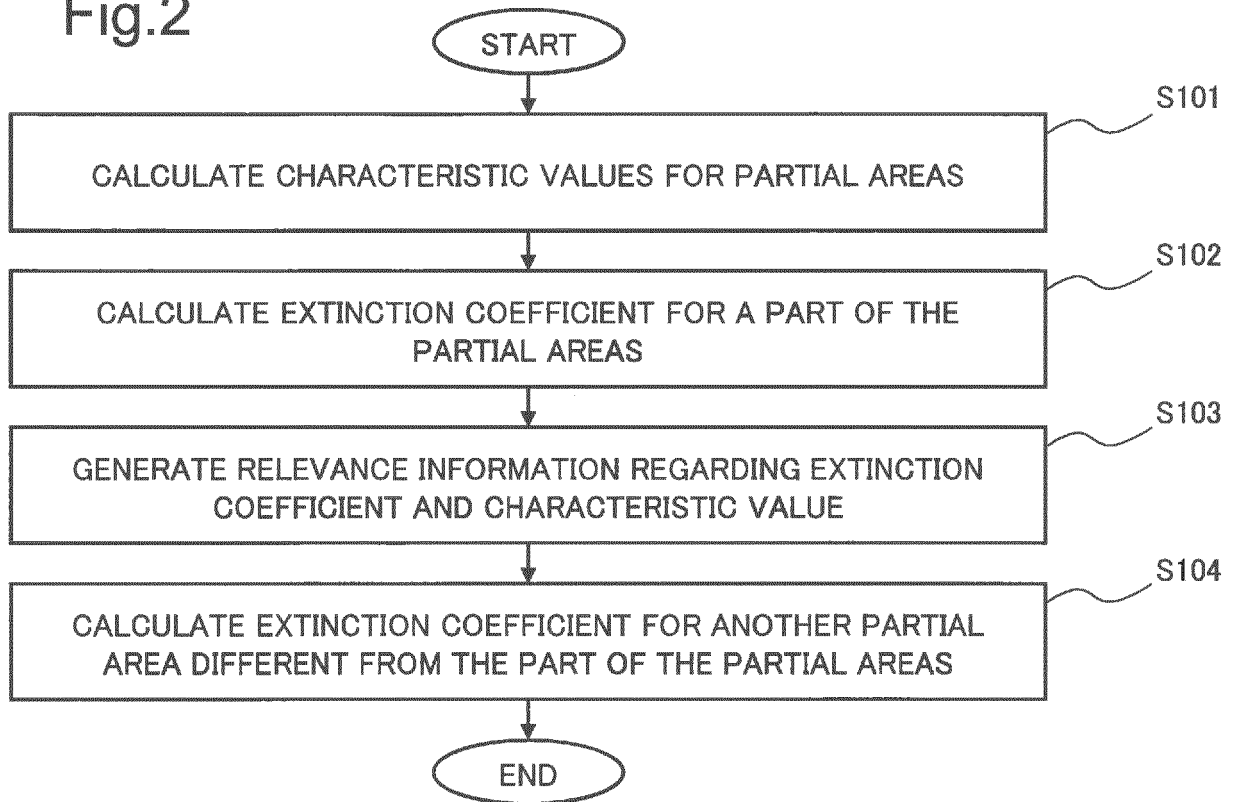 Fig.2
START
S101
CALCULATE CHARACTERISTIC VALUES FOR PARTIAL AREAS
S102
CALCULATE EXTINCTION COEFFICIENT FOR A PART OF THE
PARTIAL AREAS
S103
GENERATE RELEVANCE INFORMATION REGARDING EXTINCTION
COEFFICIENT AND CHARACTERISTIC VALUE
S104
CALCULATE EXTINCTION COEFFICIENT FOR ANOTHER PARTIAL
AREA DIFFERENT FROM THE PART OF THE PARTIAL AREAS
END